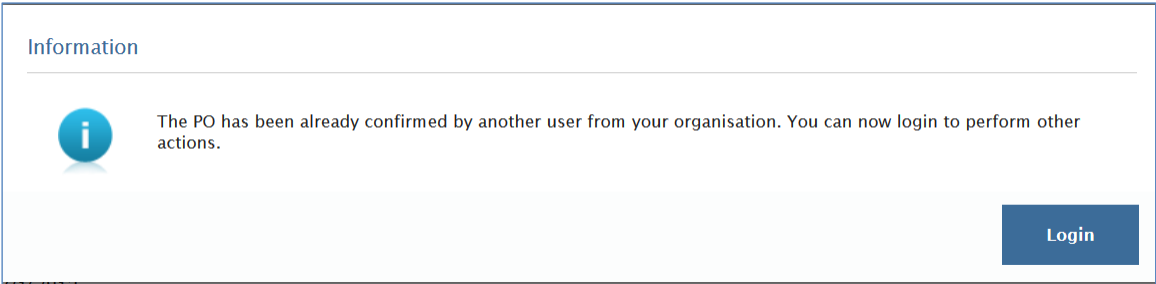 Information
The PO has been already confirmed by another user from your organisation. You can now login to perform other
actions.
Login